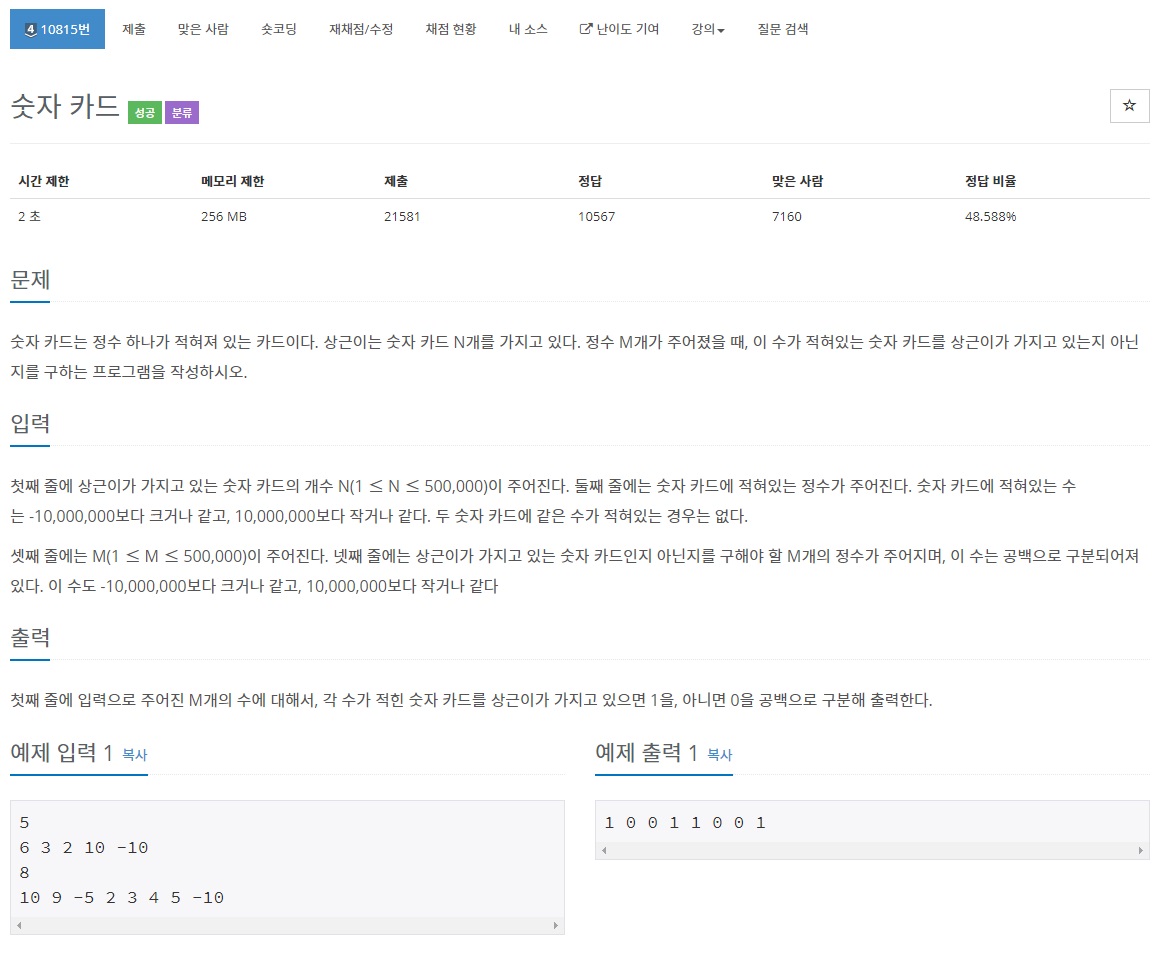 4 10815번 제출 맞은 사람 숏코딩 재채점/수정 채점 현황 내 소스 난이도 기여 강의 질문 검색
숫자 카드 성공 분류
시간 제한 메모리 제한 제출 정답 맞은 사람 정답 비율
2 초 256 MB 21581 10567 7160 48.588%
문제
숫자 카드는 정수 하나가 적혀져 있는 카드이다. 상근이는 숫자 카드 N개를 가지고 있다. 정수 M개가 주어졌을 때, 이 수가 적혀있는 숫자 카드를 상근이가 가지고 있는지 아닌
지를 구하는 프로그램을 작성하시오.
입력
첫째 줄에 상근이가 가지고 있는 숫자 카드의 개수 N(1 ≤ N ≤ 500,000)이 주어진다. 둘째 줄에는 숫자 카드에 적혀있는 정수가 주어진다. 숫자 카드에 적혀있는 수
는 -10,000,000보다 크거나 같고, 10,000,000보다 작거나 같다. 두 숫자 카드에 같은 수가 적혀있는 경우는 없다.
셋째 줄에는 M(1 ≤ M ≤ 500,000)이 주어진다. 넷째 줄에는 상근이가 가지고 있는 숫자 카드인지 아닌지를 구해야 할 M개의 정수가 주어지며, 이 수는 공백으로 구분되어져
있다. 이 수도 -10,000,000보다 크거나 같고, 10,000,000보다 작거나 같다
출력
첫째 줄에 입력으로 주어진 M개의 수에 대해서, 각 수가 적힌 숫자 카드를 상근이가 가지고 있으면 1을, 아니면 0을 공백으로 구분해 출력한다.
예제 입력 1 복사
5
6 3 2 10 -10
8
10 9 -5 2 3 4 5 -10
예제 출력 1 복사
1 0 0 1 1 0 0 1